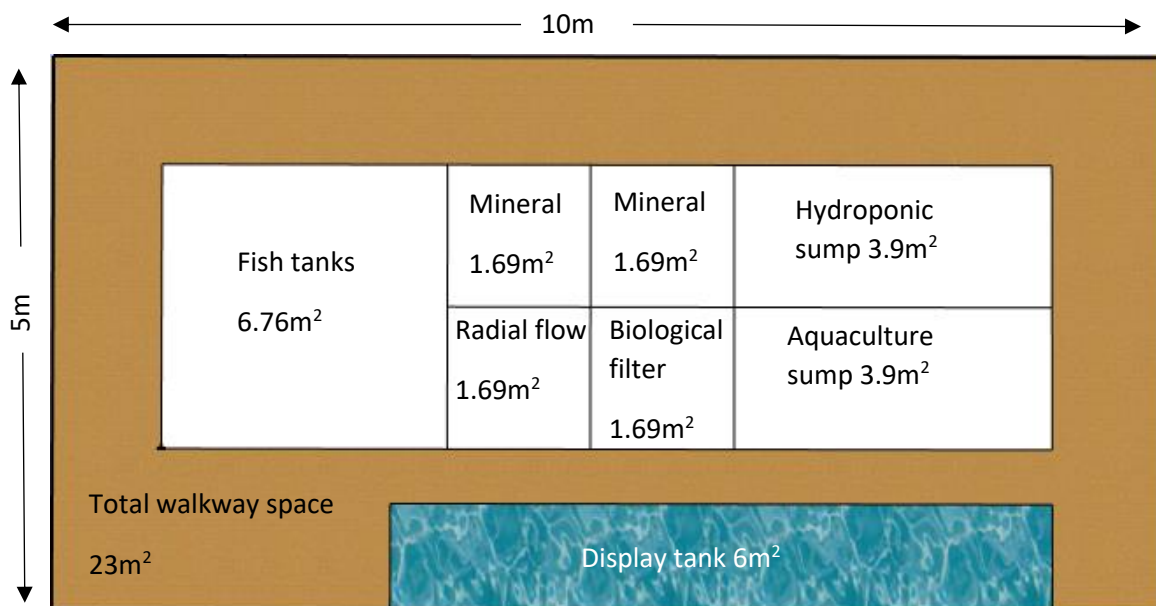 10m
5m
Fish tanks
6.76m²
Mineral
1.69m²
Mineral
1.69m²
Hydroponic
sump 3.9m²
Radial flow
1.69m²
Biological
filter
1.69m²
Aquaculture
sump 3.9m²
Total walkway space
23m²
Display tank 6m²